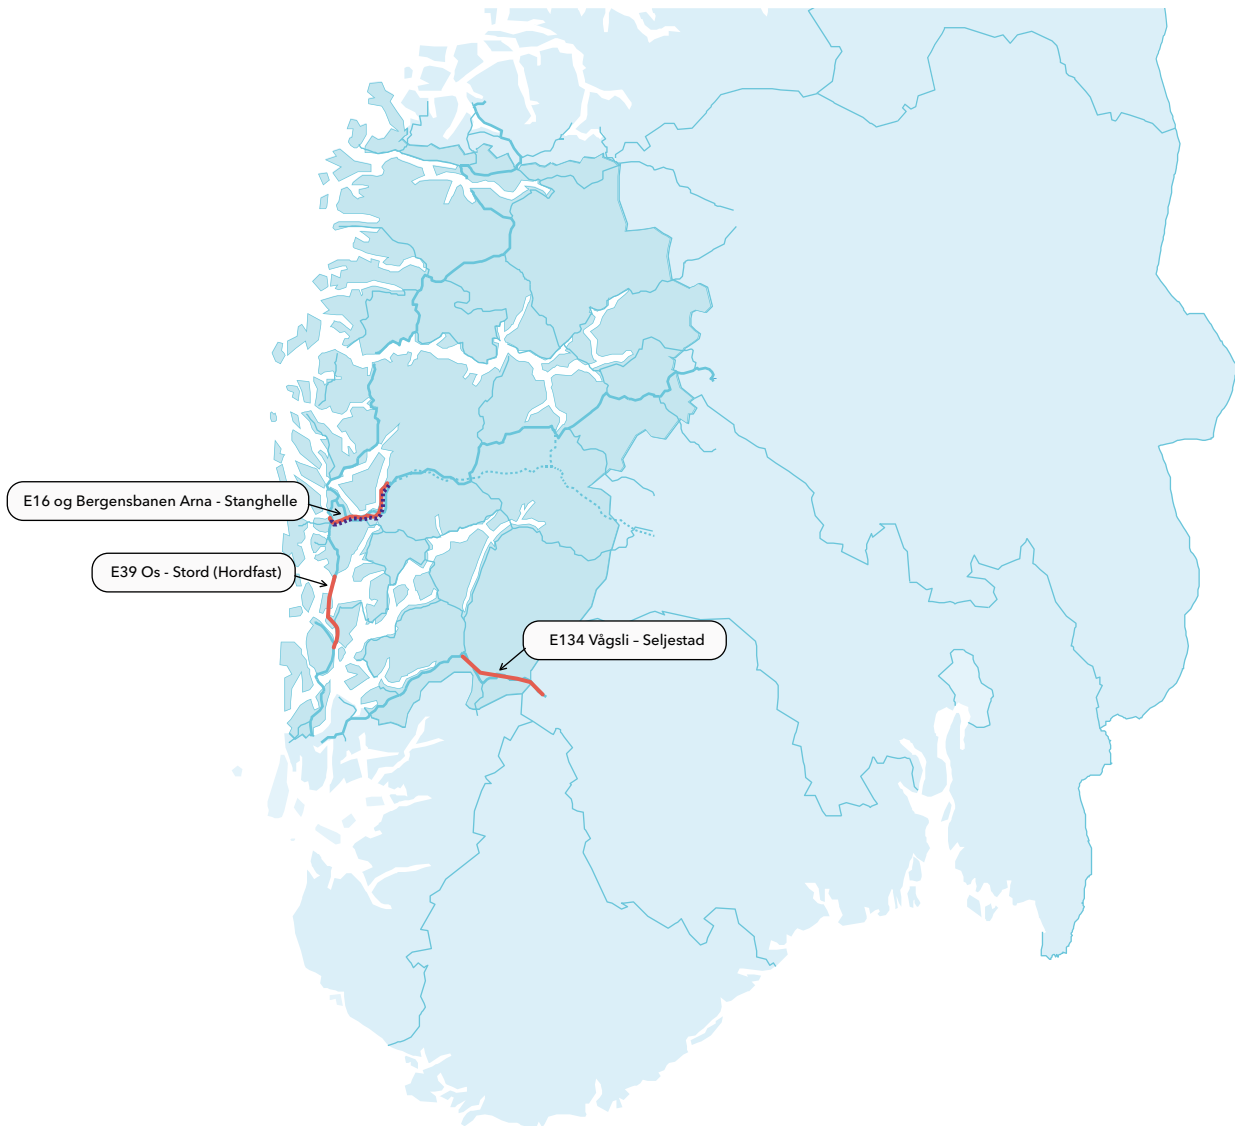 E16 og Bergensbanen Arna - Stanghelle
E39 Os - Stord (Hordfast)
E134 Vågsli – Seljestad